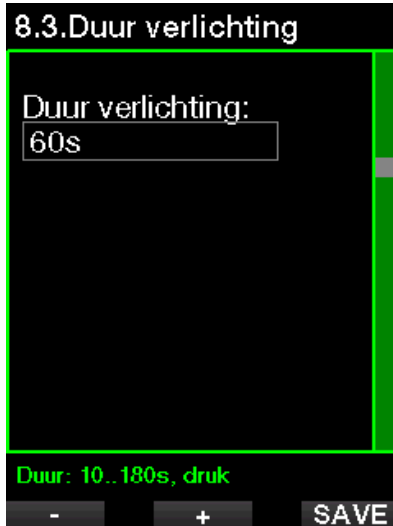 8.3.Duur verlichting
Duur verlichting:
60s
Duur: 10..180s, druk
- + SAVE